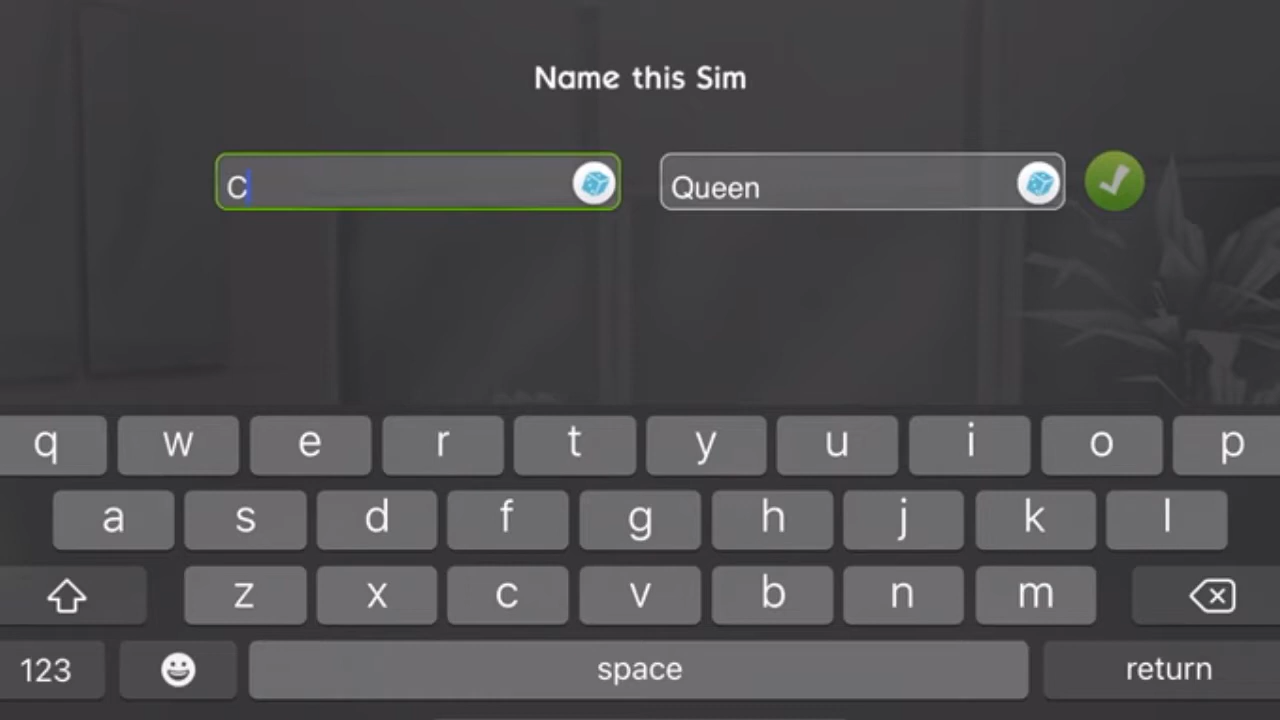 Name this Sim
C Queen
q w e r t y u i o p
a s d f g h j k l
z x c v b n m
123 space return